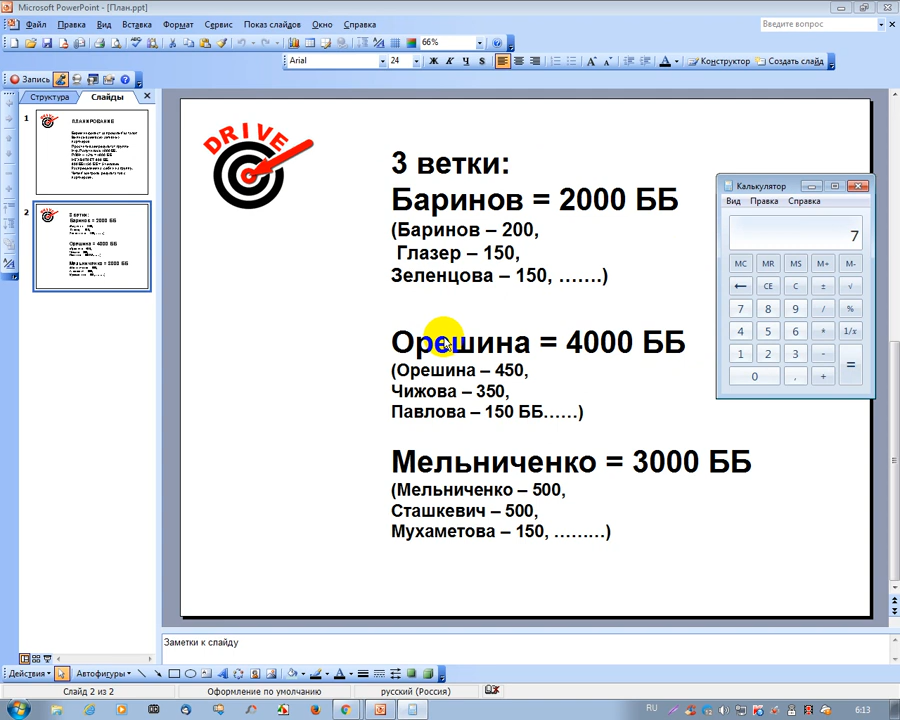 Microsoft PowerPoint - [План.ppt]
Файл Правка Вид Вставка Формат Сервис Показ слайдов Окно Справка
Введите вопрос
66%
Arial 24 Ж К Ч S
Конструктор Создать слайд
Запись
Структура Слайды
1
ПЛАНИРОВАНИЕ
2
DRIVE
3 ветки:
Баринов = 2000 ББ
(Баринов – 200,
Глазер – 150,
Зеленцова – 150, …….)
Орешина = 4000 ББ
(Орешина – 450,
Чижова – 350,
Павлова – 150 ББ……)
Мельниченко = 3000 ББ
(Мельниченко – 500,
Сташкевич – 500,
Мухаметова – 150, ………)
Калькулятор
Вид Правка Справка
7
MC MR MS M+ M-
← CE C ± √
7 8 9 / %
4 5 6 * 1/x
1 2 3 - =
0 , +
Заметки к слайду
Действия Автофигуры
Слайд 2 из 2 Оформление по умолчанию русский (Россия)
RU 6:13